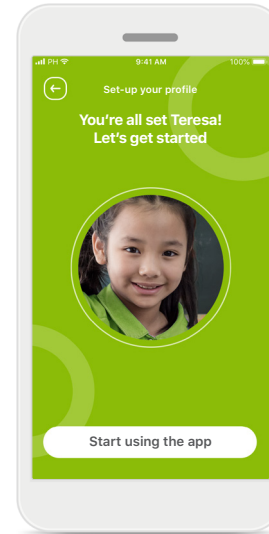 PH 9:41 AM 100%
Set-up your profile
You're all set Teresa!
Let's get started
Start using the app